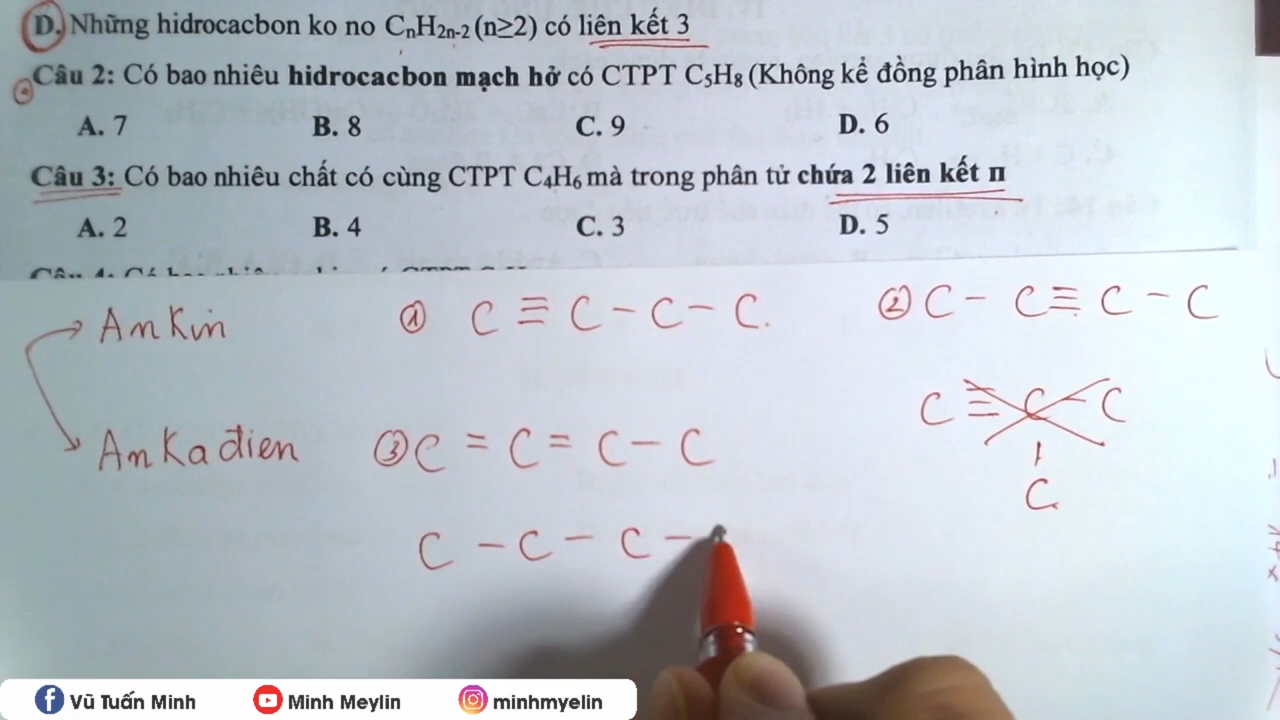 D. Những hidrocacbon ko no CnH2n-2 (n≥2) có liên kết 3
Câu 2: Có bao nhiêu hidrocacbon mạch hở có CTPT C5H8 (Không kể đồng phân hình học)
A. 7 B. 8 C. 9 D. 6
Câu 3: Có bao nhiêu chất có cùng CTPT C4H6 mà trong phân tử chứa 2 liên kết π
A. 2 B. 4 C. 3 D. 5
Ankin ① C ≡ C - C - C. ② C - C ≡ C - C
C ≡ C - C
C
Ankađien ③ C = C = C - C
C - C - C -
Vũ Tuấn Minh Minh Meylin minhmyelin